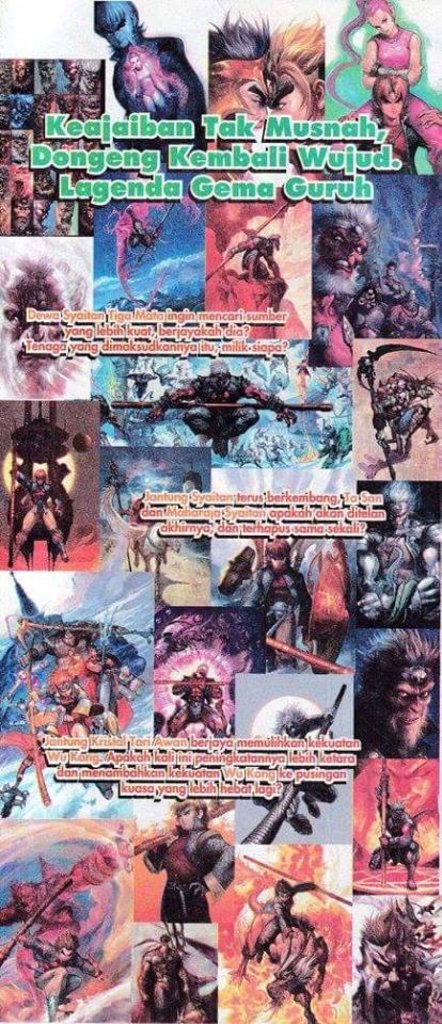 Keajaiban Tak Musnah,
Dongeng Kembali Wujud.
Lagenda Gema Guruh
Dewa Syaitan Tiga Mata ingin mencari sumber
yang lebih kuat, berjayakah dia?
Tenaga yang dimaksudkannya itu, milik siapa?
Jantung Syaitan terus berkembang, Ta San
dan Maharaja Syaitan apakah akan ditelan
akhirnya, dan terhapus sama sekali?
Jantung Kristal Tari Awan berjaya memulihkan kekuatan
Wu Kong. Apakah kali ini peningkatannya lebih ketara
dan menambahkan kekuatan Wu Kong ke pusingan
kuasa yang lebih hebat lagi?